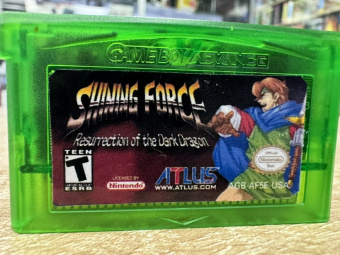 GAME BOY ADVANCE
SHINING FORCE
Resurrection of the Dark Dragon
TEEN
T
ESRB
LICENSED BY
Nintendo
ATLUS
WWW.ATLUS.COM
Nintendo
AGB AF5E USA